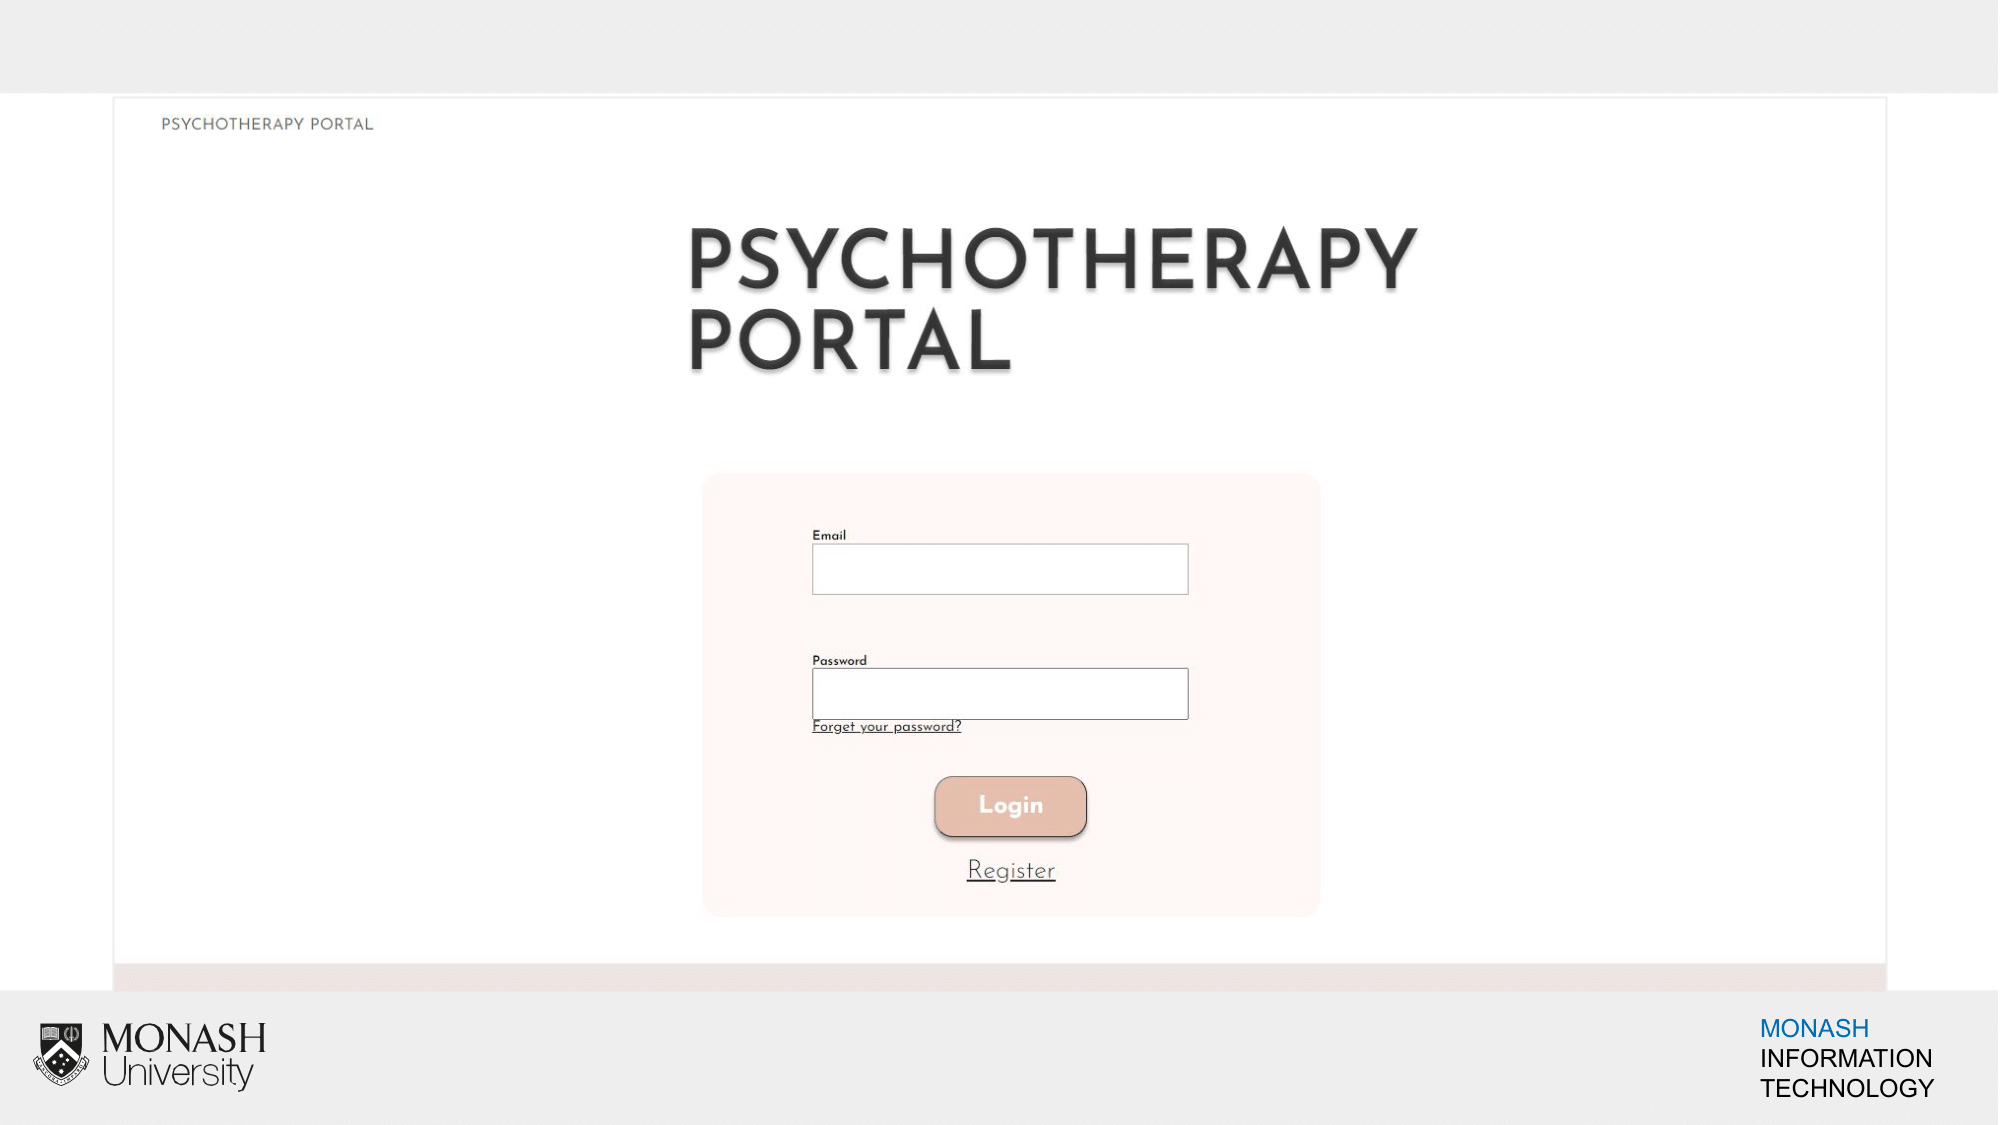 PSYCHOTHERAPY PORTAL
PSYCHOTHERAPY
PORTAL
Email
Password
Forget your password?
Login
Register
MONASH
University
MONASH
INFORMATION
TECHNOLOGY